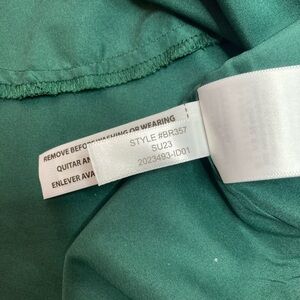 REMOVE BEFORE WASHING OR WEARING
QUITAR AN
ENLEVER AVA
STYLE #BR357
SU23
2023493-ID01